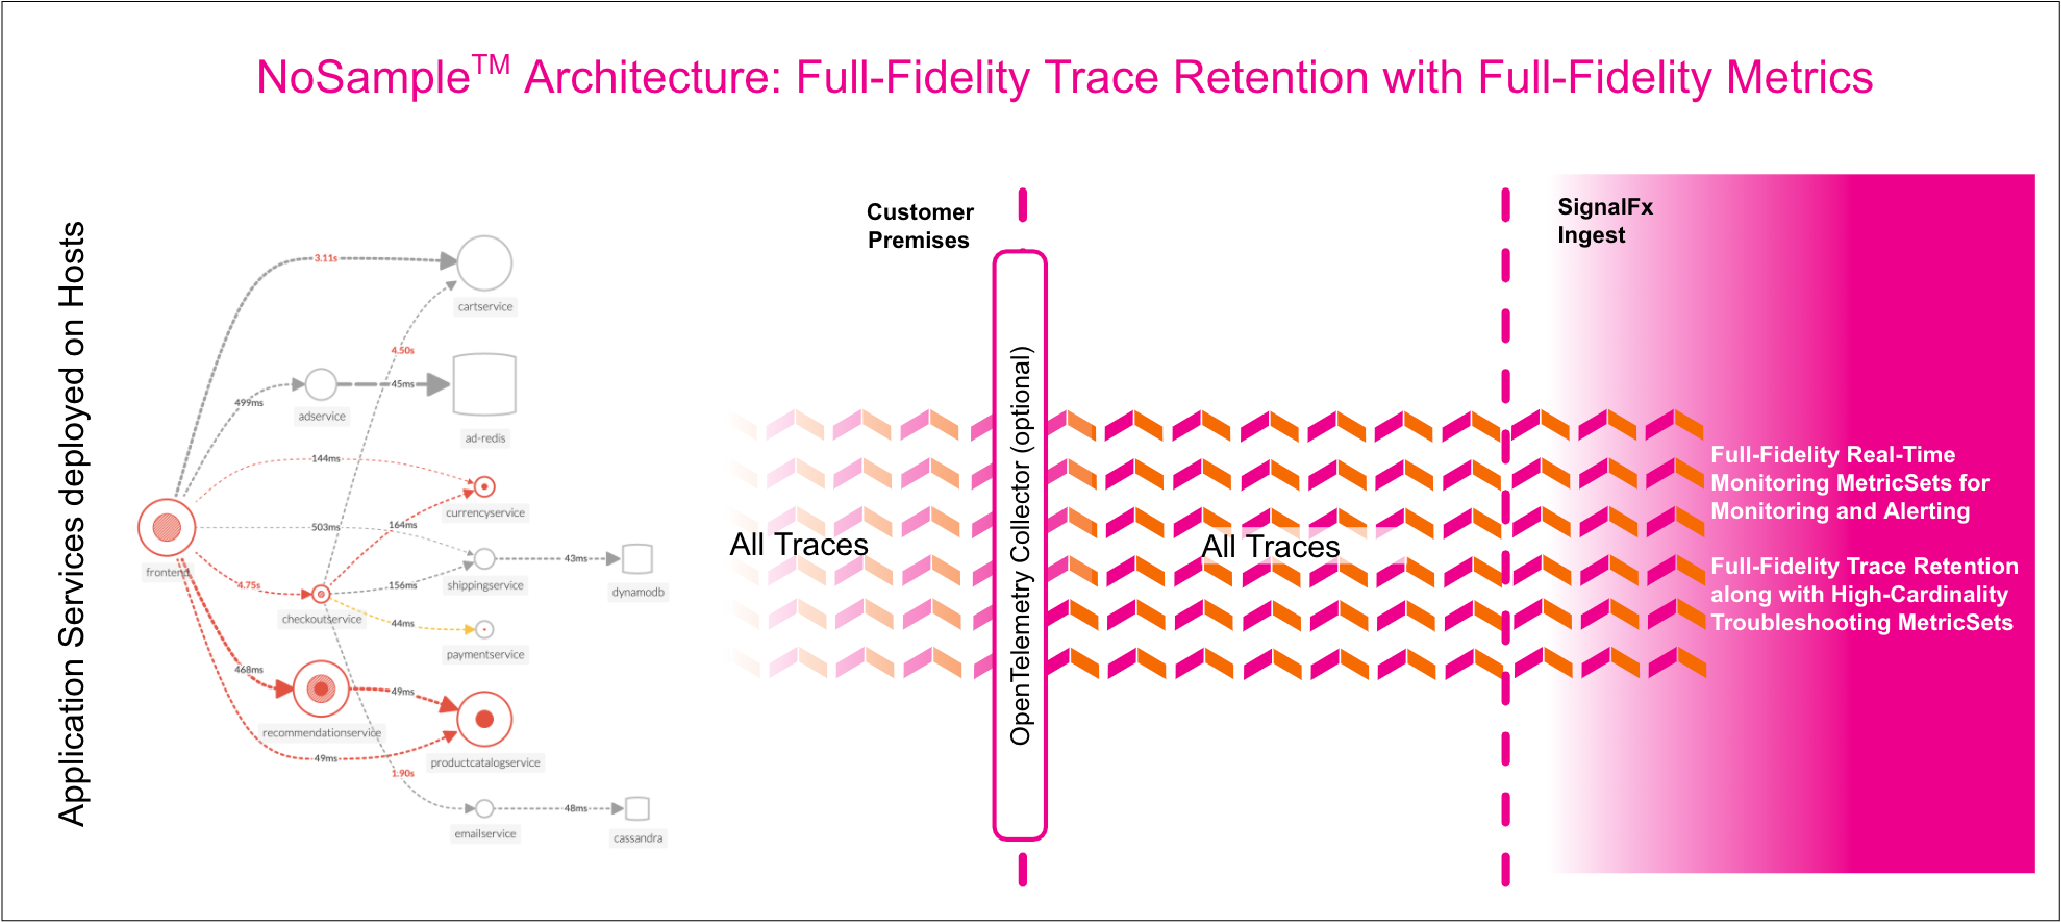 NoSample™ Architecture: Full-Fidelity Trace Retention with Full-Fidelity Metrics
Application Services deployed on Hosts
3.11s
cartservice
4.50s
499ms
adservice
45ms
ad-redis
144ms
currencyservice
frontend
503ms
164ms
shippingservice
43ms
dynamodb
4.75s
checkoutservice
156ms
44ms
paymentservice
468ms
recommendationservice
49ms
productcatalogservice
49ms
1.90s
emailservice
48ms
cassandra
Customer
Premises
All Traces
OpenTelemetry Collector (optional)
All Traces
SignalFx
Ingest
Full-Fidelity Real-Time
Monitoring MetricSets for
Monitoring and Alerting
Full-Fidelity Trace Retention
along with High-Cardinality
Troubleshooting MetricSets